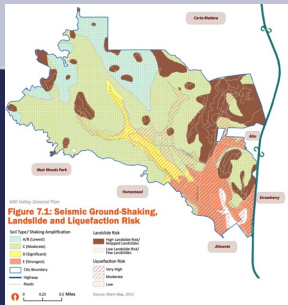 Corte Madera
Alto
Muir Woods Park
Homestead
Strawberry
Almonte
Mill Valley General Plan
Figure 7.1: Seismic Ground-Shaking,
Landslide and Liquefaction Risk
Soil Type/ Shaking Amplification
A/B (Lowest)
C (Moderate)
D (Significant)
E (Strongest)
City Boundary
Highway
Roads
0 0.25 0.5 Miles
Landslide Risk
High Landslide Risk/
Mapped Landslides
Low Landslide Risk/
Few Landslides
Liquefaction Risk
Very High
Moderate
Low
Source: Marin Map, 2012